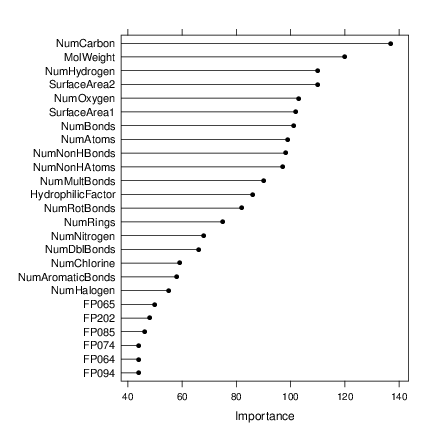 NumCarbon
MolWeight
NumHydrogen
SurfaceArea2
NumOxygen
SurfaceArea1
NumBonds
NumAtoms
NumNonHBonds
NumNonHAtoms
NumMultBonds
HydrophilicFactor
NumRotBonds
NumRings
NumNitrogen
NumDblBonds
NumChlorine
NumAromaticBonds
NumHalogen
FP065
FP202
FP085
FP074
FP064
FP094
40 60 80 100 120 140
Importance